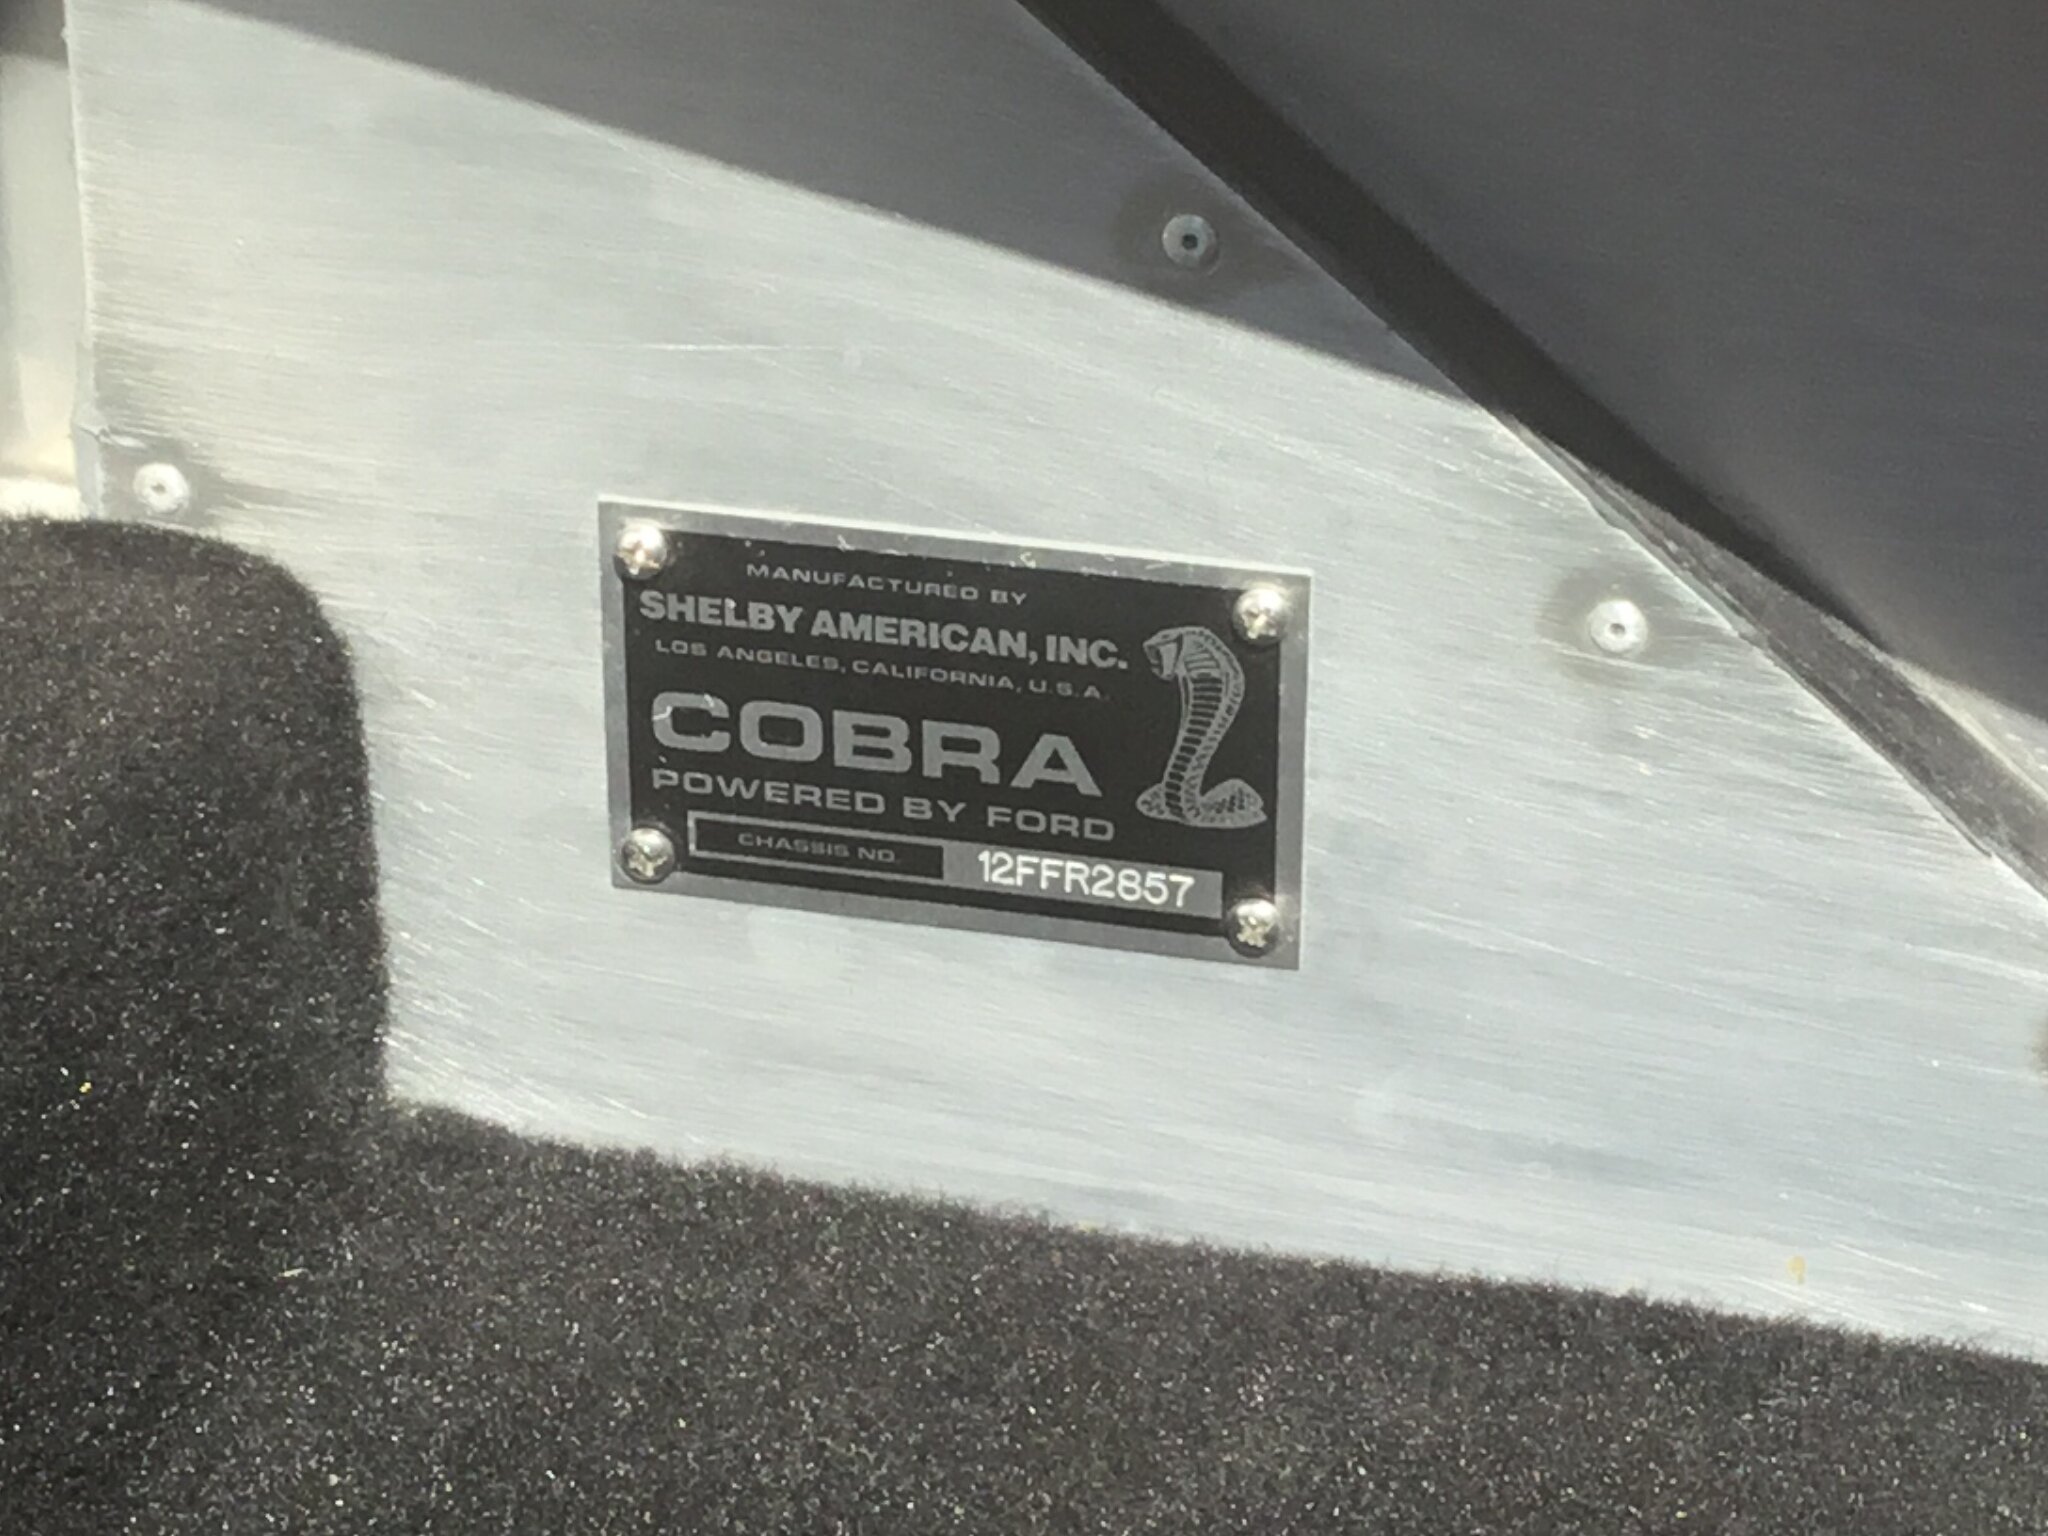 MANUFACTURED BY
SHELBY AMERICAN, INC.
LOS ANGELES, CALIFORNIA, U.S.A.
COBRA
POWERED BY FORD
CHASSIS NO. 12FFR2857